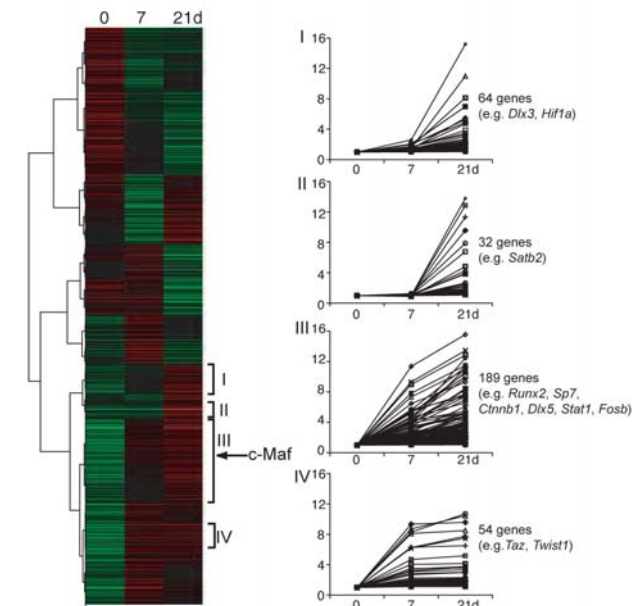 0 7 21d
I
II
III
c-Maf
IV
I 16
12
8
4
0
0 7 21d
64 genes
(e.g. Dlx3, Hif1a)
II 16
12
8
4
0
0 7 21d
32 genes
(e.g. Satb2)
III 16
12
8
4
0
0 7 21d
189 genes
(e.g. Runx2, Sp7,
Ctnnb1, Dlx5, Stat1, Fosb)
IV 16
12
8
4
0
0 7 21d
54 genes
(e.g.Taz, Twist1)